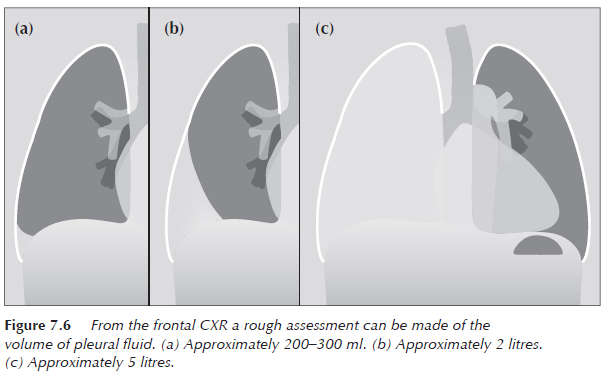 (a)
(b)
(c)
Figure 7.6 From the frontal CXR a rough assessment can be made of the
volume of pleural fluid. (a) Approximately 200–300 ml. (b) Approximately 2 litres.
(c) Approximately 5 litres.